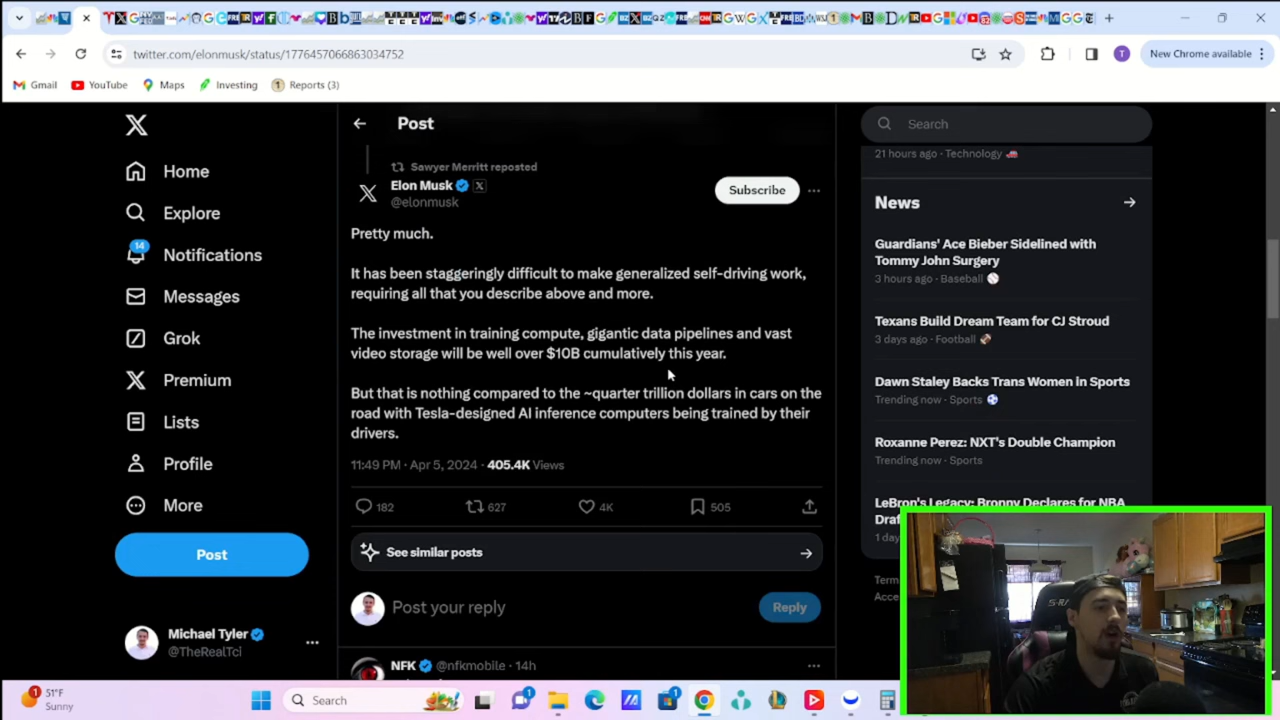 twitter.com/elonmusk/status/1776457066863034752
New Chrome available
Gmail
YouTube
Maps
Investing
Reports (3)
Home
Explore
14
Notifications
Messages
Grok
Premium
Lists
Profile
More
Post
Michael Tyler
@TheRealTcl
Post
Sawyer Merritt reposted
Elon Musk
@elonmusk
Subscribe
Pretty much.
It has been staggeringly difficult to make generalized self-driving work,
requiring all that you describe above and more.
The investment in training compute, gigantic data pipelines and vast
video storage will be well over $10B cumulatively this year.
But that is nothing compared to the ~quarter trillion dollars in cars on the
road with Tesla-designed AI inference computers being trained by their
drivers.
11:49 PM · Apr 5, 2024 · 405.4K Views
182 627 4K 505
See similar posts
Post your reply
Reply
NFK @nfkmobile · 14h
Search
21 hours ago · Technology
News
Guardians' Ace Bieber Sidelined with
Tommy John Surgery
3 hours ago · Baseball
Texans Build Dream Team for CJ Stroud
3 days ago · Football
Dawn Staley Backs Trans Women in Sports
Trending now · Sports
Roxanne Perez: NXT's Double Champion
Trending now · Sports
LeBron's Legacy: Bronny Declares for NBA
1
51°F
Sunny
Search
1
1